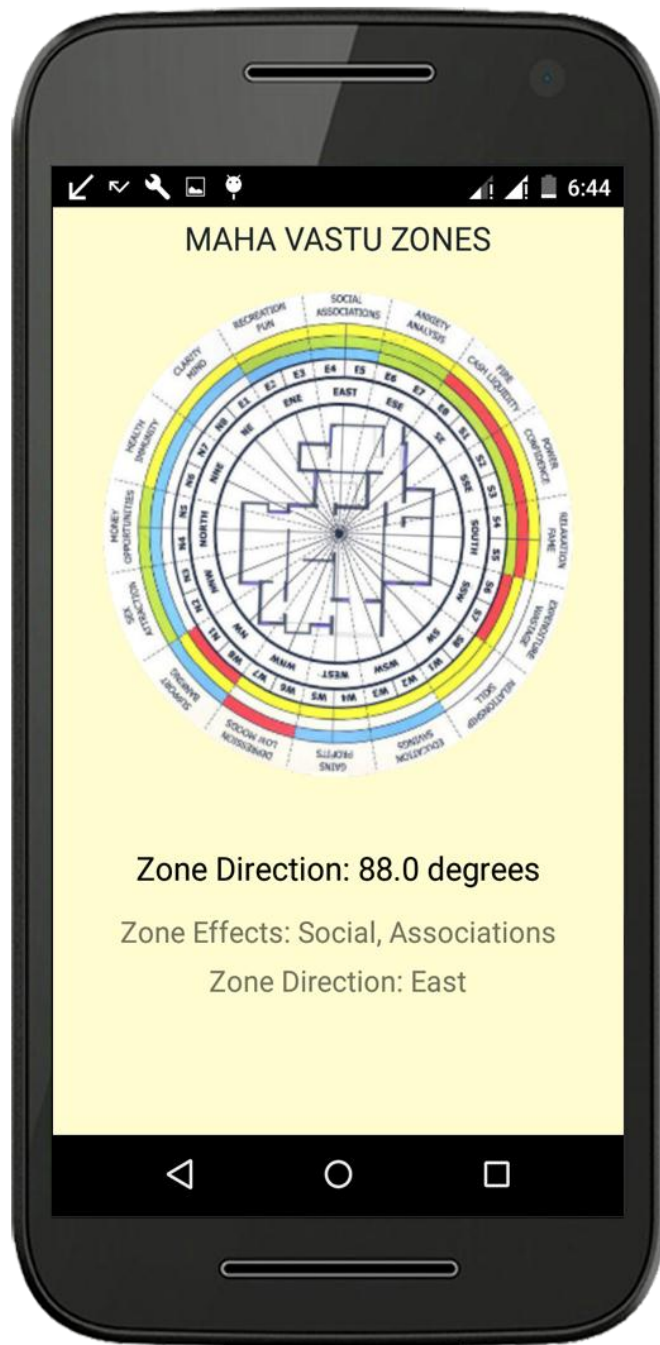 6:44
MAHA VASTU ZONES
SOCIAL
ASSOCIATIONS
ANXIETY
ANALYSIS
FIRE
CASH LIQUIDITY
POWER
CONFIDENCE
RELAXATION
FAME
EXPENDITURE
WASTAGE
RELATIONSHIP
SKILL
EDUCATION
SAVINGS
GAINS
PROFITS
DEPRESSION
LOW MOODS
SUPPORT
BANKING
SEX
ATTRACTION
MONEY
OPPORTUNITIES
HEALTH
IMMUNITY
CLARITY
MIND
RECREATION
FUN
E1 E2 E3 E4 E5 E6 E7 E8
S1 S2 S3 S4 S5 S6 S7 S8
W1 W2 W3 W4 W5 W6 W7 W8
N1 N2 N3 N4 N5 N6 N7 N8
EAST
ESE
SE
SSE
SOUTH
SSW
SW
WSW
WEST
WNW
NW
NNW
NORTH
NNE
NE
ENE
Zone Direction: 88.0 degrees
Zone Effects: Social, Associations
Zone Direction: East